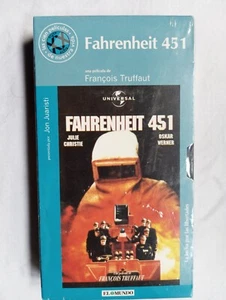 Fahrenheit 451
una película de
François Truffaut
presentada por Jon Juaristi
UNIVERSAL
FAHRENHEIT 451
JULIE
CHRISTIE
OSKAR
WERNER
FRANÇOIS TRUFFAUT
EL MUNDO